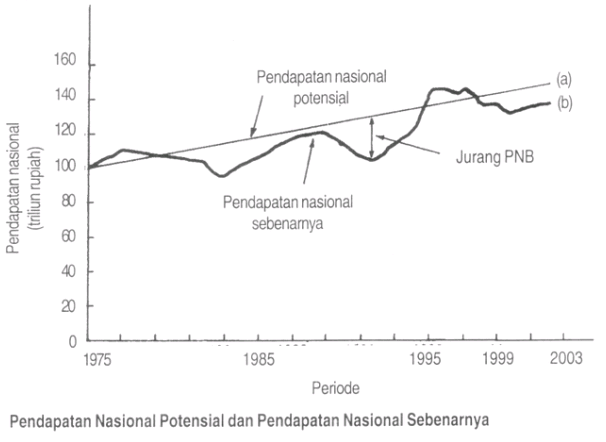 160
140
120
100
80
60
40
20
0
Pendapatan nasional
(triliun rupiah)
Pendapatan nasional
potensial
(a)
(b)
Jurang PNB
Pendapatan nasional
sebenarnya
1975
1985
1995
1999
2003
Periode
Pendapatan Nasional Potensial dan Pendapatan Nasional Sebenarnya